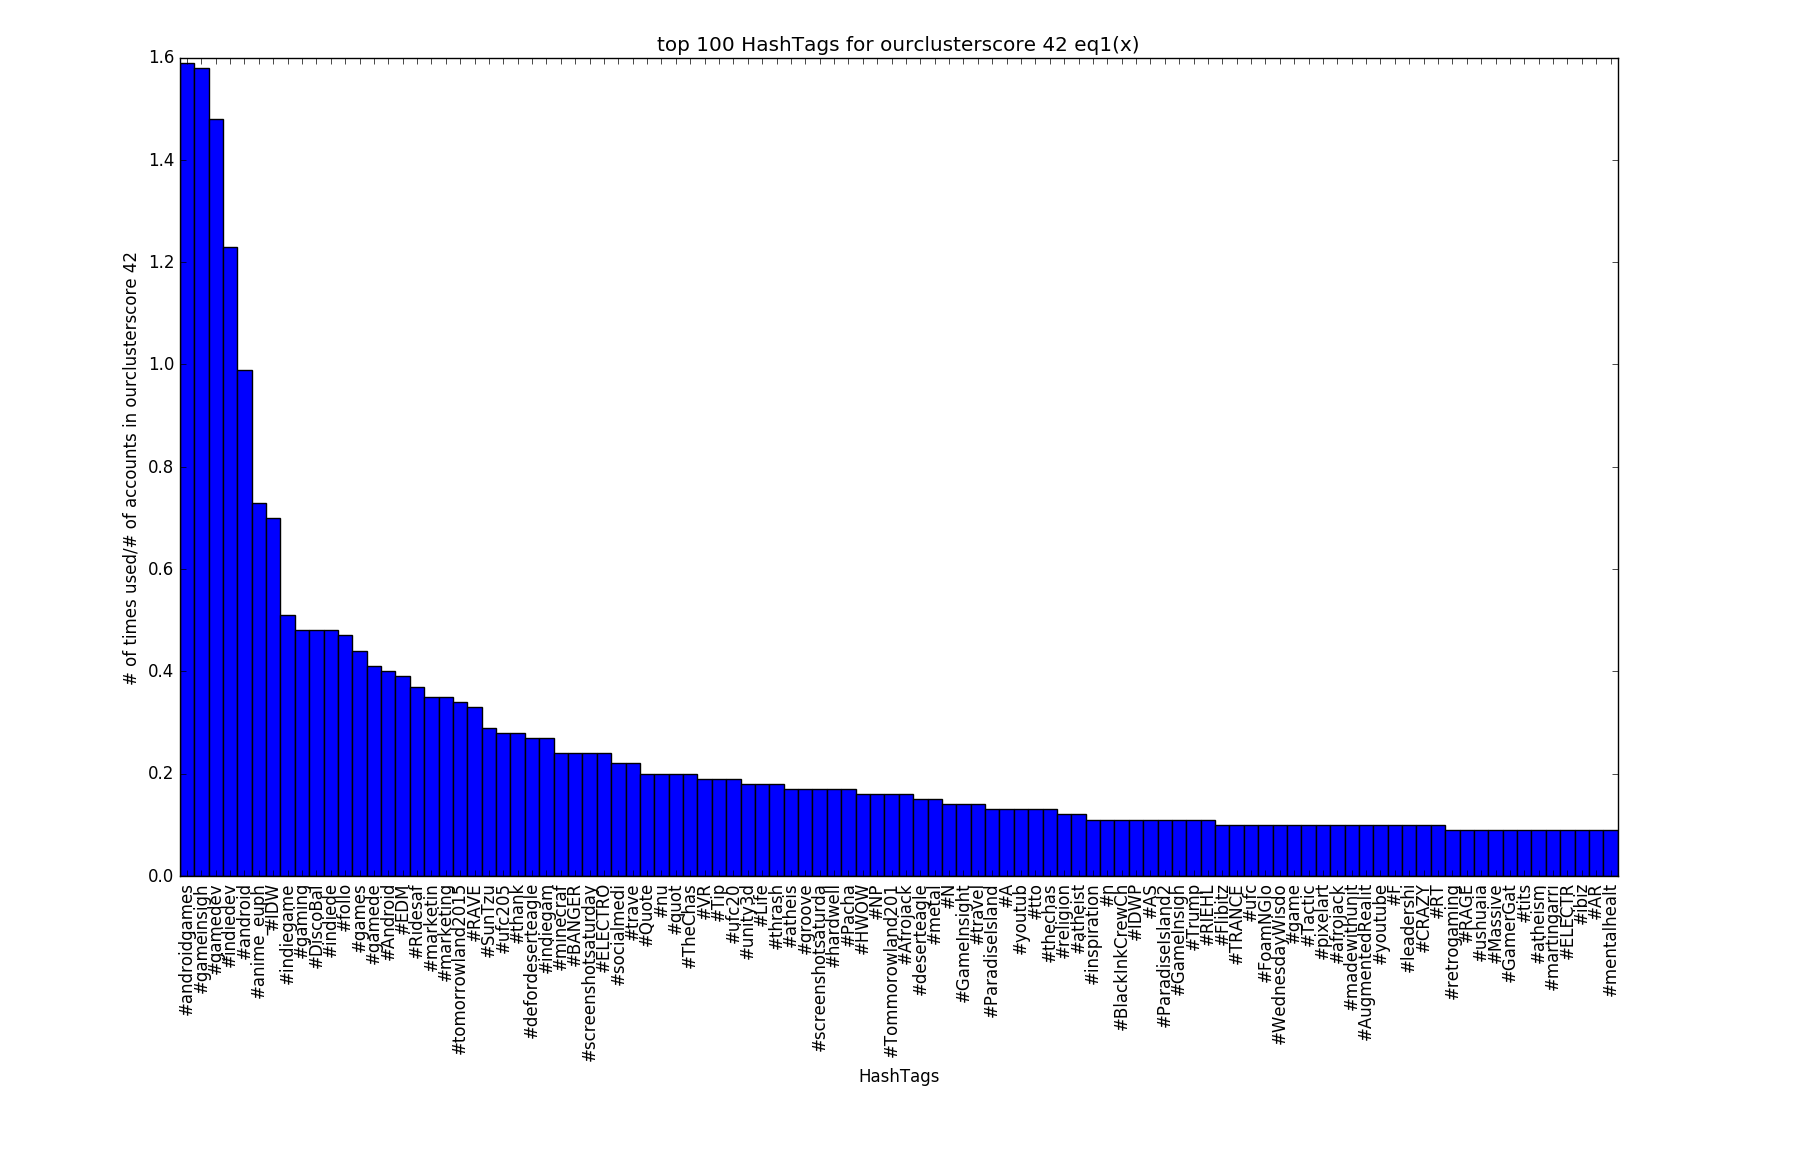 top 100 HashTags for ourclusterscore 42 eq1(x)
# of times used/# of accounts in ourclusterscore 42
1.6
1.4
1.2
1.0
0.8
0.6
0.4
0.2
0.0
#androidgames
#gameinsigh
#gamedev
#indiedev
#android
#anime_euph
#IDW
#indiegame
#gaming
#DiscoBal
#indiede
#follo
#games
#gamede
#Android
#EDM
#Ridesaf
#marketin
#marketing
#tomorrowland2015
#RAVE
#SunTzu
#ufc205
#thank
#defordeserteagle
#indiegam
#minecraf
#BANGER
#screenshotsaturday
#ELECTRO
#socialmedi
#trave
#Quote
#nu
#quot
#TheChas
#VR
#Tip
#ufc20
#unity3d
#Life
#thrash
#atheis
#groove
#screenshotsaturda
#hardwell
#Pacha
#HWOW
#NP
#Tommorowland201
#Afrojack
#deserteagle
#metal
#N
#GameInsight
#travel
#ParadiseIsland
#A
#youtub
#tto
#thechas
#religion
#atheist
#inspiration
#n
#BlackInkCrewCh
#IDWP
#AS
#ParadiseIsland2
#GameInsigh
#Trump
#RIEHL
#Flibitz
#TRANCE
#ufc
#FoamNGlo
#WednesdayWisdo
#game
#Tactic
#pixelart
#afrojack
#madewithunit
#AugmentedRealit
#youtube
#F
#leadershi
#CRAZY
#RT
#retrogaming
#RAGE
#ushuaia
#Massive
#GamerGat
#tits
#atheism
#martingarri
#ELECTR
#ibiz
#AR
#mentalhealt
HashTags